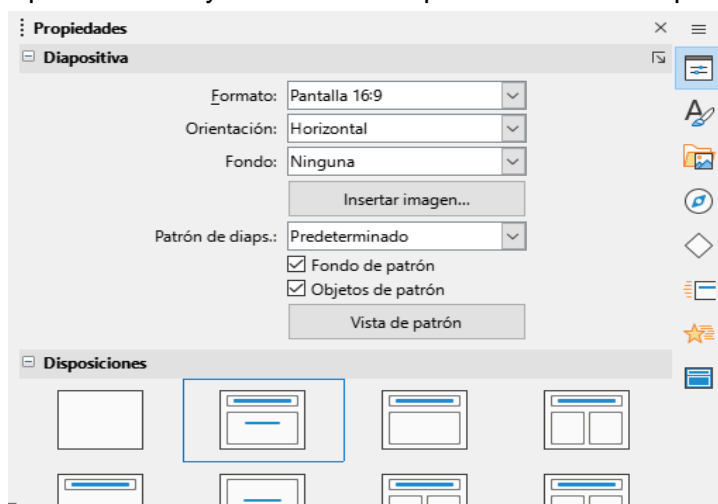 Propiedades
Diapositiva
Formato: Pantalla 16:9
Orientación: Horizontal
Fondo: Ninguna
Insertar imagen...
Patrón de diaps.: Predeterminado
Fondo de patrón
Objetos de patrón
Vista de patrón
Disposiciones